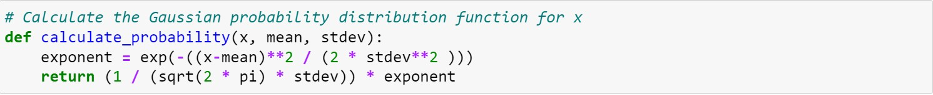 # Calculate the Gaussian probability distribution function for x
def calculate_probability(x, mean, stdev):
    exponent = exp(-((x-mean)**2 / (2 * stdev**2 )))
    return (1 / (sqrt(2 * pi) * stdev)) * exponent